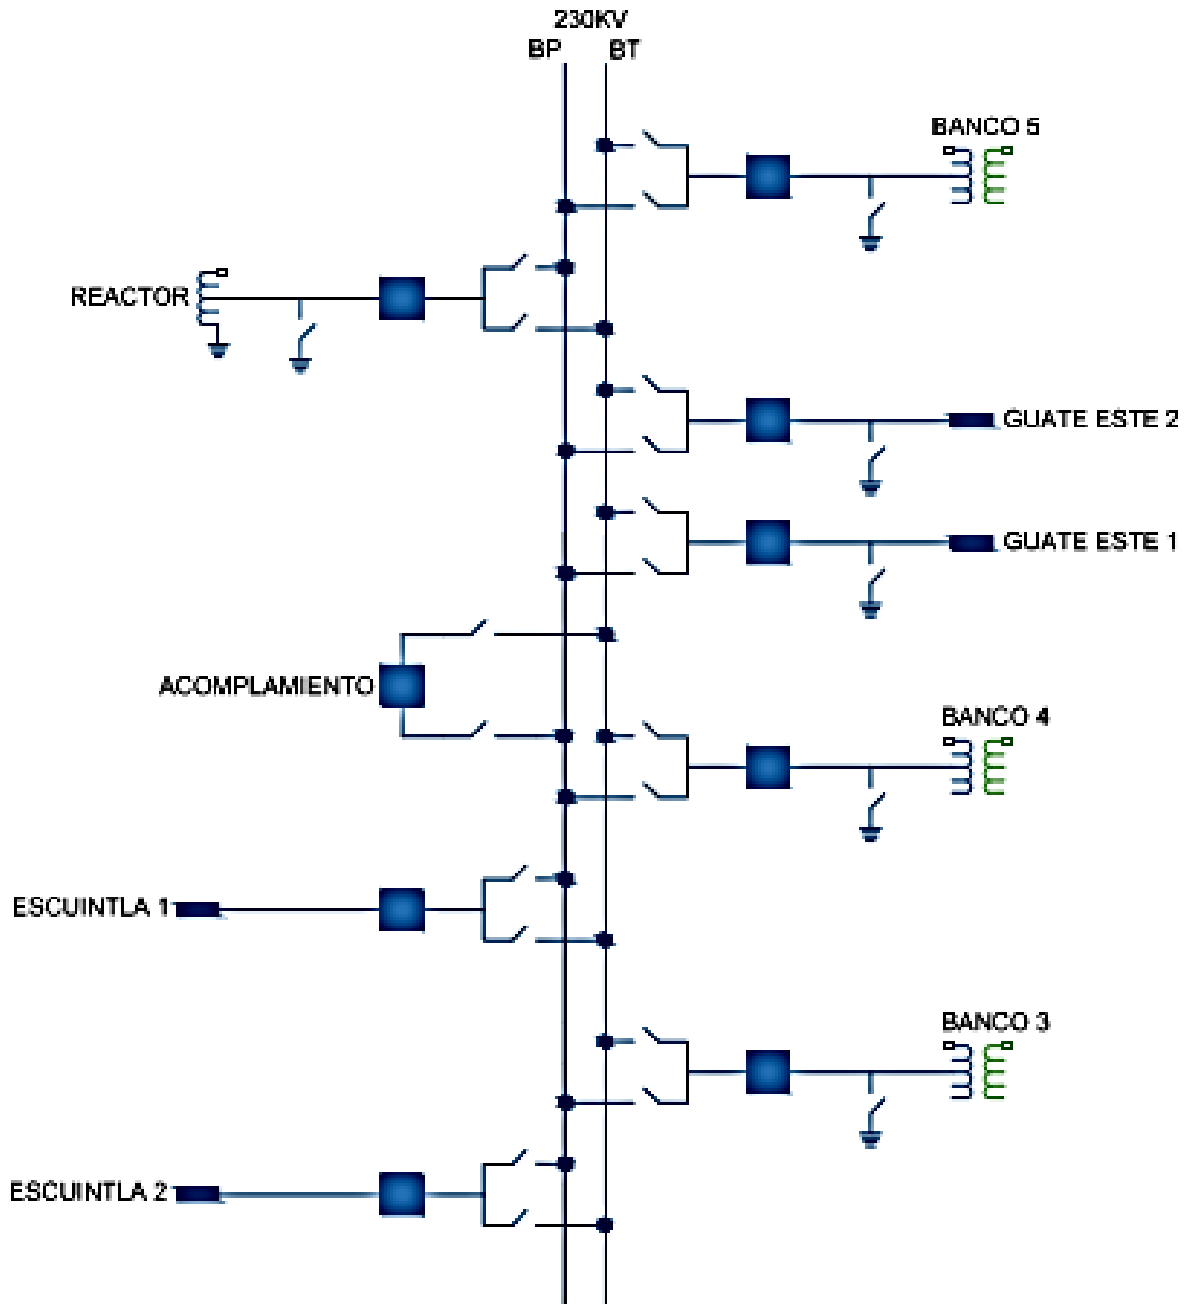 230KV
BP BT
BANCO 5
REACTOR
GUATE ESTE 2
GUATE ESTE 1
ACOMPLAMIENTO
BANCO 4
ESCUINTLA 1
BANCO 3
ESCUINTLA 2